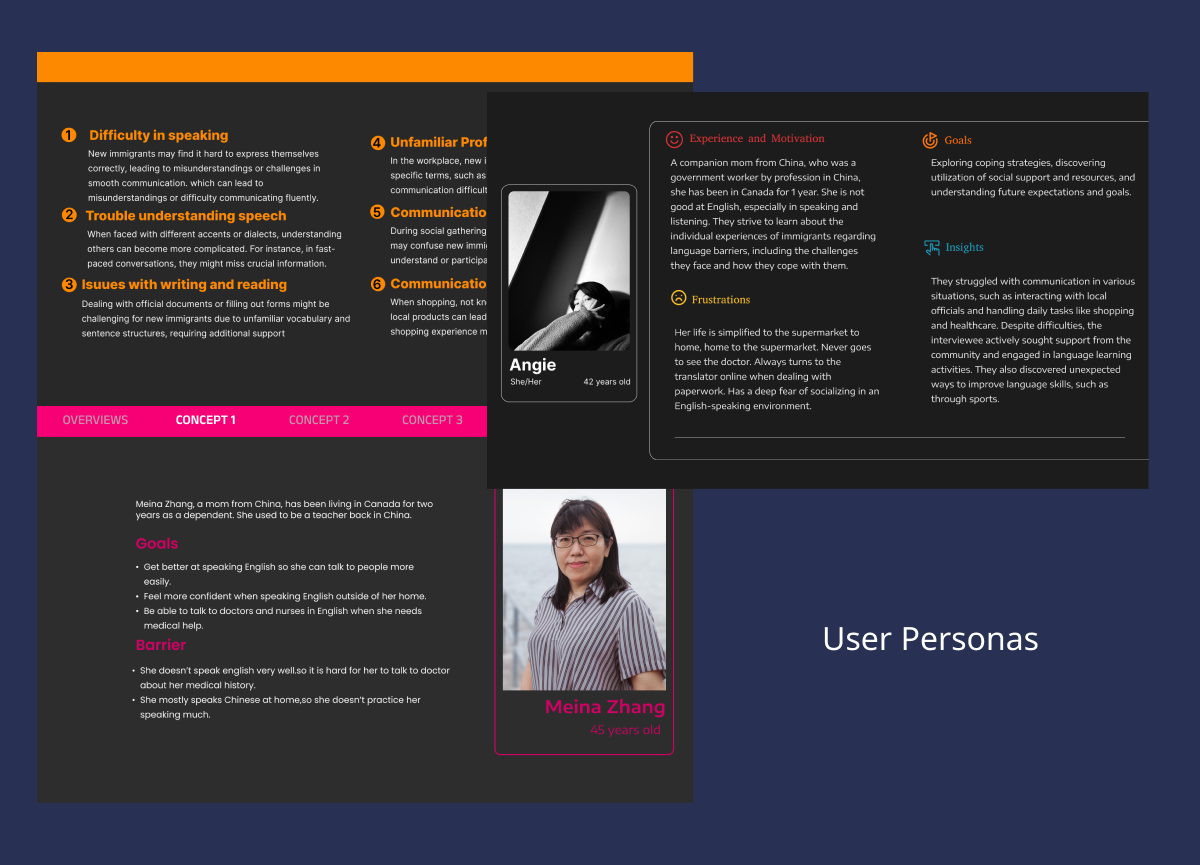 1 Difficulty in speaking
New immigrants may find it hard to express themselves
correctly, leading to misunderstandings or challenges in
smooth communication. which can lead to
misunderstandings or difficulty communicating fluently.
2 Trouble understanding speech
When faced with different accents or dialects, understanding
others can become more complicated. For instance, in fast-
paced conversations, they might miss crucial information.
3 Isuues with writing and reading
Dealing with official documents or filling out forms might be
challenging for new immigrants due to unfamiliar vocabulary and
sentence structures, requiring additional support
4 Unfamiliar Prof
In the workplace, new i
specific terms, such as
communication difficult
5 Communicatio
During social gathering
may confuse new immi
understand or participa
6 Communicatio
When shopping, not kn
local products can lead
shopping experience m
Angie
She/Her 42 years old
Experience and Motivation
A companion mom from China, who was a
government worker by profession in China,
she has been in Canada for 1 year. She is not
good at English, especially in speaking and
listening. They strive to learn about the
individual experiences of immigrants regarding
language barriers, including the challenges
they face and how they cope with them.
Frustrations
Her life is simplified to the supermarket to
home, home to the supermarket. Never goes
to see the doctor. Always turns to the
translator online when dealing with
paperwork. Has a deep fear of socializing in an
English-speaking environment.
Goals
Exploring coping strategies, discovering
utilization of social support and resources, and
understanding future expectations and goals.
Insights
They struggled with communication in various
situations, such as interacting with local
officials and handling daily tasks like shopping
and healthcare. Despite difficulties, the
interviewee actively sought support from the
community and engaged in language learning
activities. They also discovered unexpected
ways to improve language skills, such as
through sports.
OVERVIEWS CONCEPT 1 CONCEPT 2 CONCEPT 3
Meina Zhang, a mom from China, has been living in Canada for two
years as a dependent. She used to be a teacher back in China.
Goals
• Get better at speaking English so she can talk to people more
easily.
• Feel more confident when speaking English outside of her home.
• Be able to talk to doctors and nurses in English when she needs
medical help.
Barrier
• She doesn't speak english very well.so it is hard for her to talk to doctor
about her medical history.
• She mostly speaks Chinese at home,so she doesn't practice her
speaking much.
Meina Zhang
45 years old
User Personas